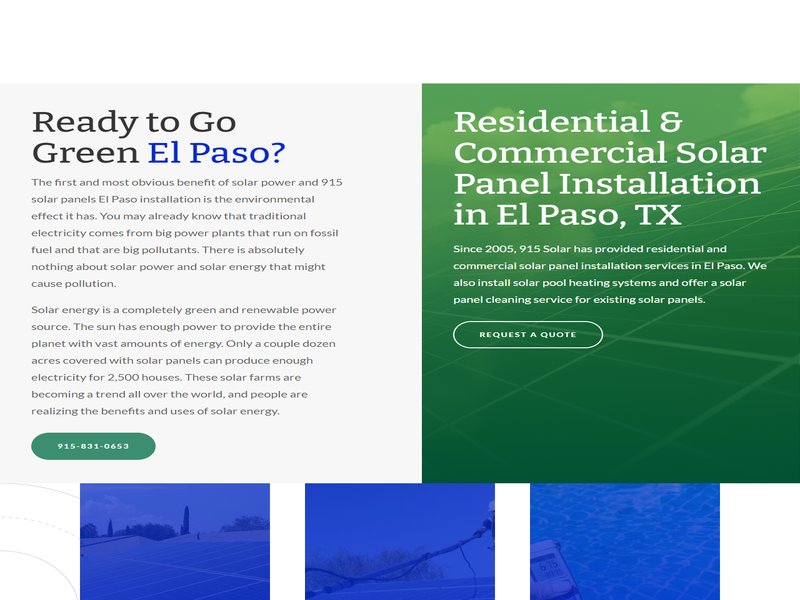 Ready to Go
Green El Paso?
The first and most obvious benefit of solar power and 915
solar panels El Paso installation is the environmental
effect it has. You may already know that traditional
electricity comes from big power plants that run on fossil
fuel and that are big pollutants. There is absolutely
nothing about solar power and solar energy that might
cause pollution.
Solar energy is a completely green and renewable power
source. The sun has enough power to provide the entire
planet with vast amounts of energy. Only a couple dozen
acres covered with solar panels can produce enough
electricity for 2,500 houses. These solar farms are
becoming a trend all over the world, and people are
realizing the benefits and uses of solar energy.
915-831-0653
Residential &
Commercial Solar
Panel Installation
in El Paso, TX
Since 2005, 915 Solar has provided residential and
commercial solar panel installation services in El Paso. We
also install solar pool heating systems and offer a solar
panel cleaning service for existing solar panels.
REQUEST A QUOTE